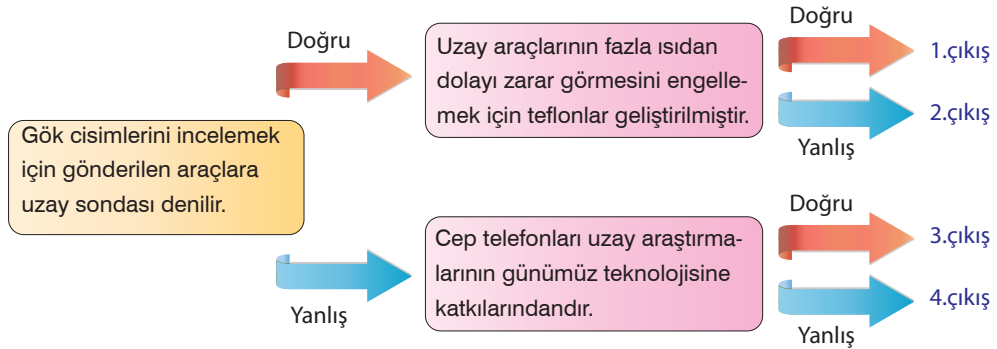 Gök cisimlerini incelemek
için gönderilen araçlara
uzay sondası denilir.
Doğru
Uzay araçlarının fazla ısıdan
dolayı zarar görmesini engelle-
mek için teflonlar geliştirilmiştir.
Doğru
1.çıkış
2.çıkış
Yanlış
Yanlış
Cep telefonları uzay araştırma-
larının günümüz teknolojisine
katkılarındandır.
Doğru
3.çıkış
4.çıkış
Yanlış